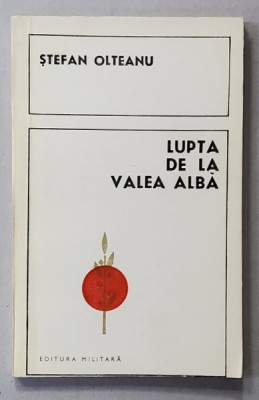 ȘTEFAN OLTEANU
LUPTA
DE LA
VALEA ALBĂ
EDITURA MILITARĂ